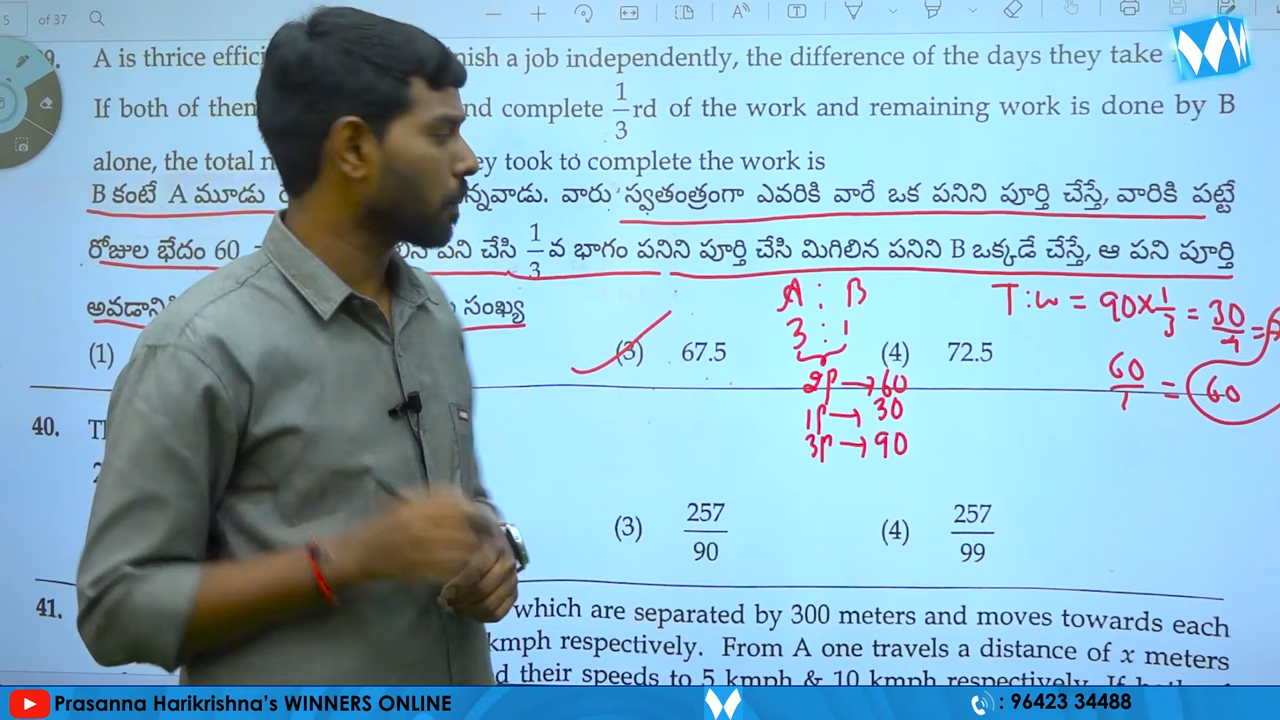 5 of 37
9. A is thrice effici nish a job independently, the difference of the days they take
If both of them nd complete 1/3 rd of the work and remaining work is done by B
alone, the total n ey took to complete the work is
B కంటే A మూడు న్నవాడు. వారు స్వతంత్రంగా ఎవరికి వారే ఒక పనిని పూర్తి చేస్తే, వారికి పట్టే
రోజుల భేదం 60 పని చేసి 1/3 వ భాగం పనిని పూర్తి చేసి మిగిలిన పనిని B ఒక్కడే చేస్తే, ఆ పని పూర్తి
అవడాని సంఖ్య
(1) (3) 67.5 (4) 72.5
A : B
3 : 1
2p → 60
1p → 30
3p → 90
T.W = 90 × 1/3 = 30/4 =
60/1 = 60
40. T
(3) 257/90 (4) 257/99
41. which are separated by 300 meters and moves towards each
kmph respectively. From A one travels a distance of x meters
d their speeds to 5 kmph & 10 kmph respectively. If
Prasanna Harikrishna's WINNERS ONLINE : 96423 34488